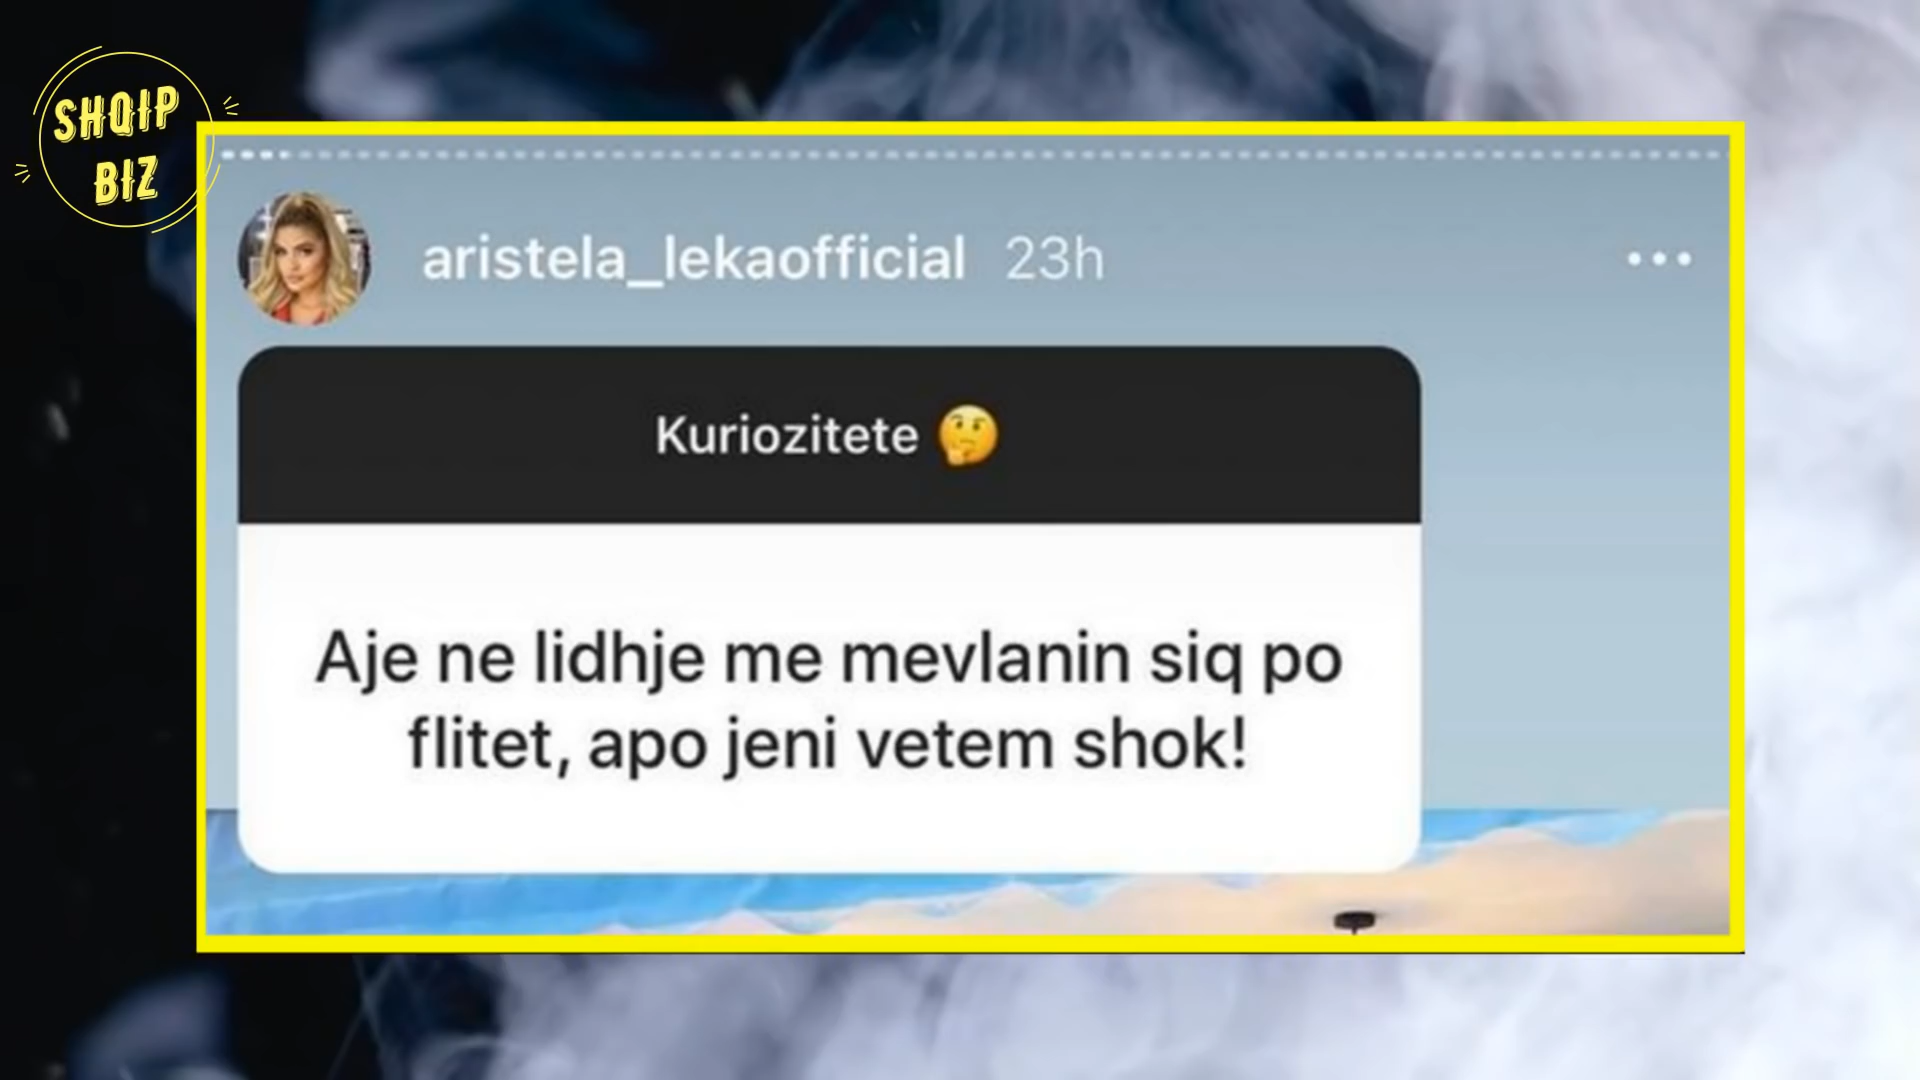 SHQIP
BIZ
aristela_lekaofficial 23h
Kuriozitete 🤔
Aje ne lidhje me mevlanin siq po
flitet, apo jeni vetem shok!